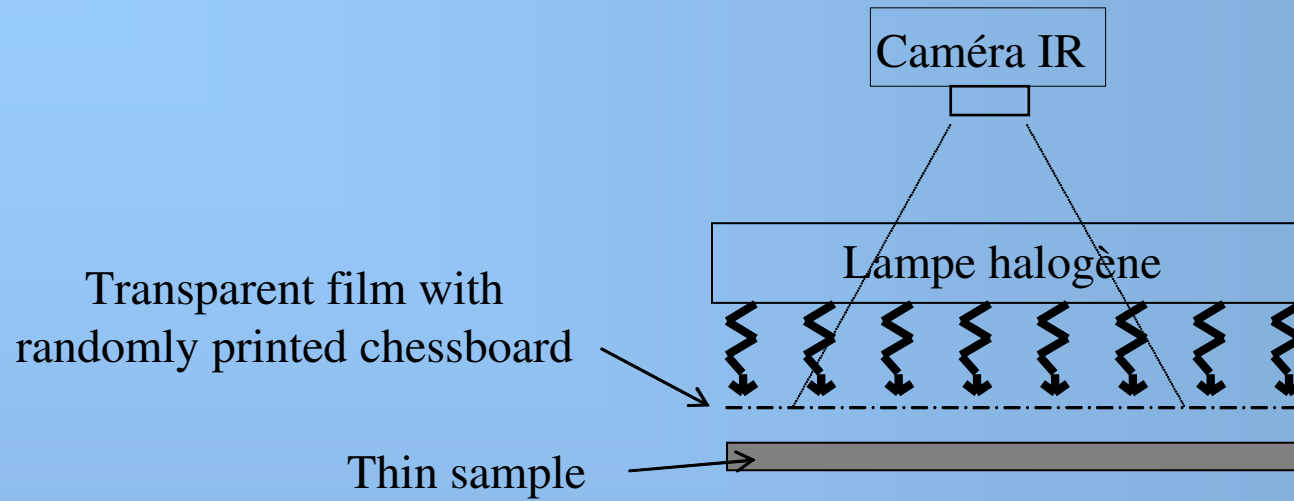 Caméra IR
Lampe halogène
Transparent film with
randomly printed chessboard
Thin sample